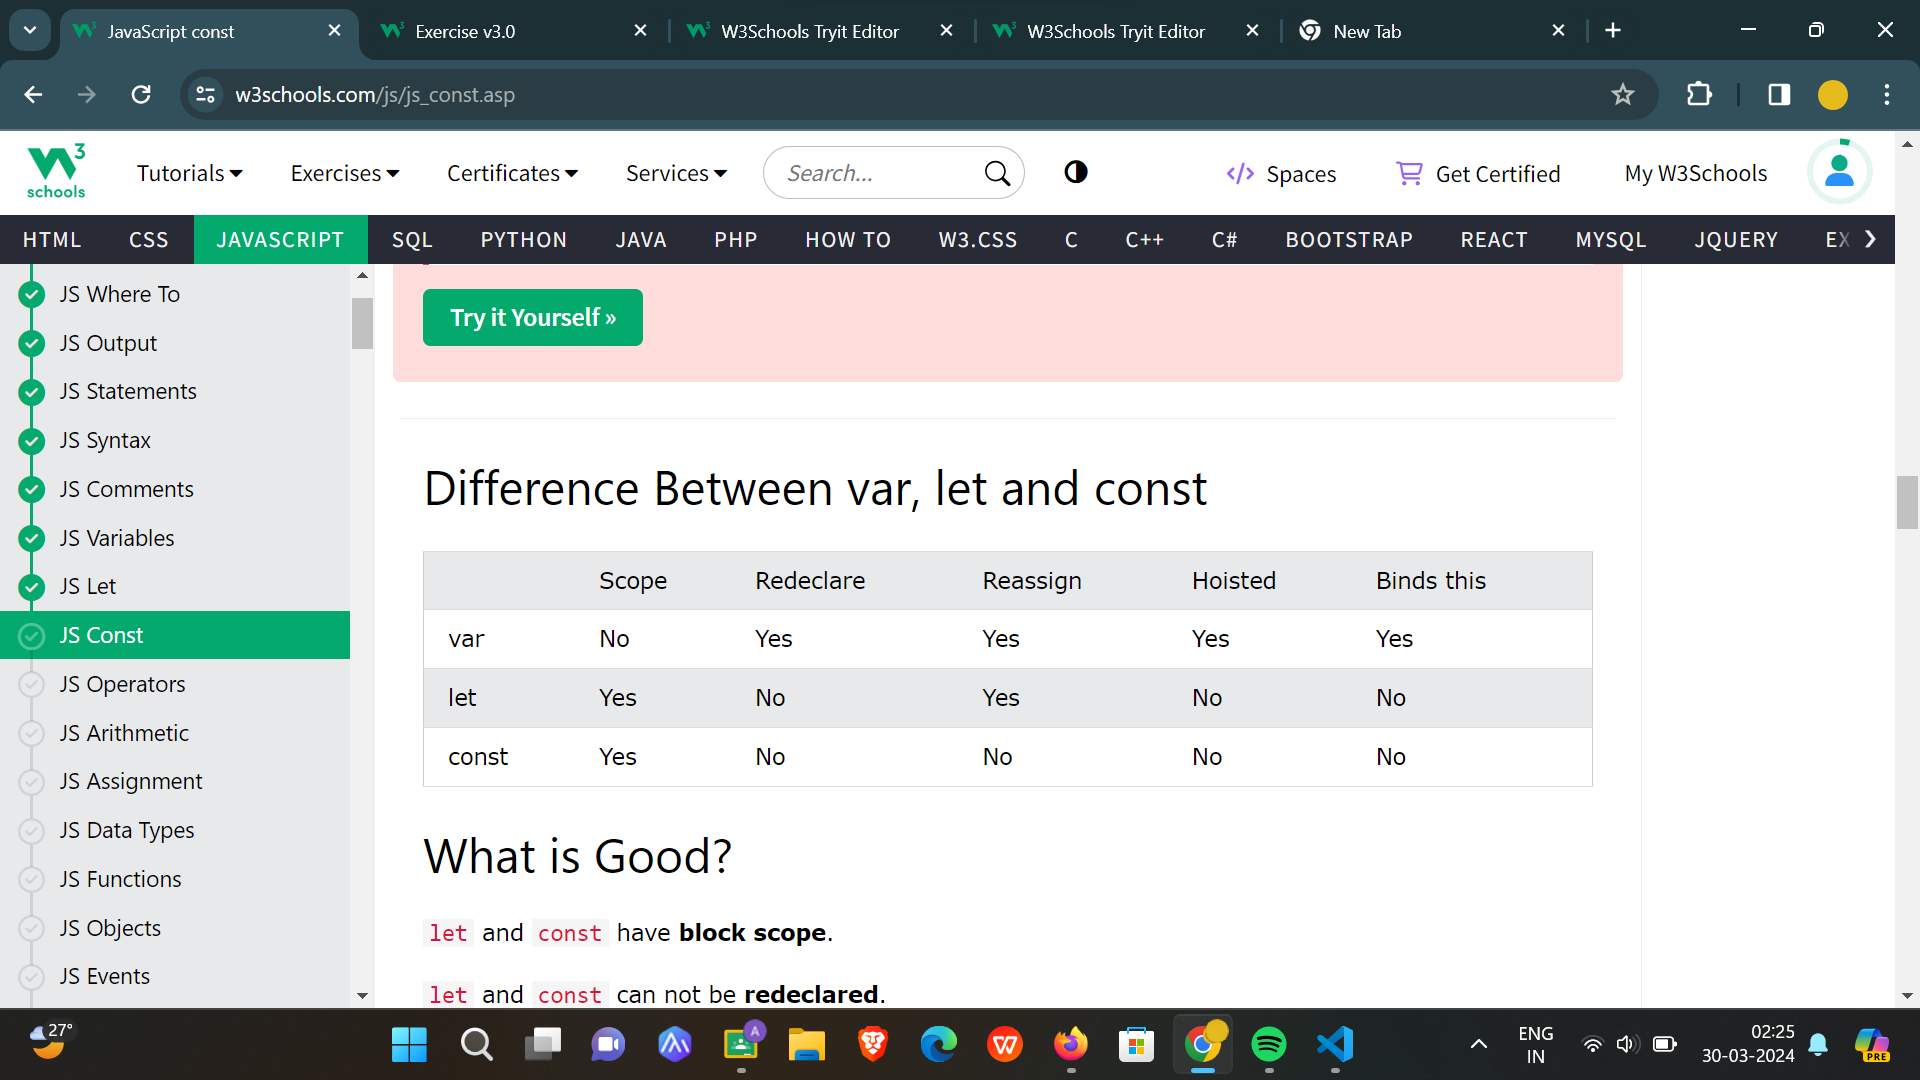 JavaScript const
Exercise v3.0
W3Schools Tryit Editor
W3Schools Tryit Editor
New Tab
w3schools.com/js/js_const.asp
W3 schools
Tutorials
Exercises
Certificates
Services
Search...
Spaces
Get Certified
My W3Schools
HTML CSS JAVASCRIPT SQL PYTHON JAVA PHP HOW TO W3.CSS C C++ C# BOOTSTRAP REACT MYSQL JQUERY EX
JS Where To
JS Output
JS Statements
JS Syntax
JS Comments
JS Variables
JS Let
JS Const
JS Operators
JS Arithmetic
JS Assignment
JS Data Types
JS Functions
JS Objects
JS Events
Try it Yourself »
Difference Between var, let and const
Scope Redeclare Reassign Hoisted Binds this
var No Yes Yes Yes Yes
let Yes No Yes No No
const Yes No No No No
What is Good?
let and const have block scope.
let and const can not be redeclared.
27°
A
ENG
IN
02:25
30-03-2024
PRE